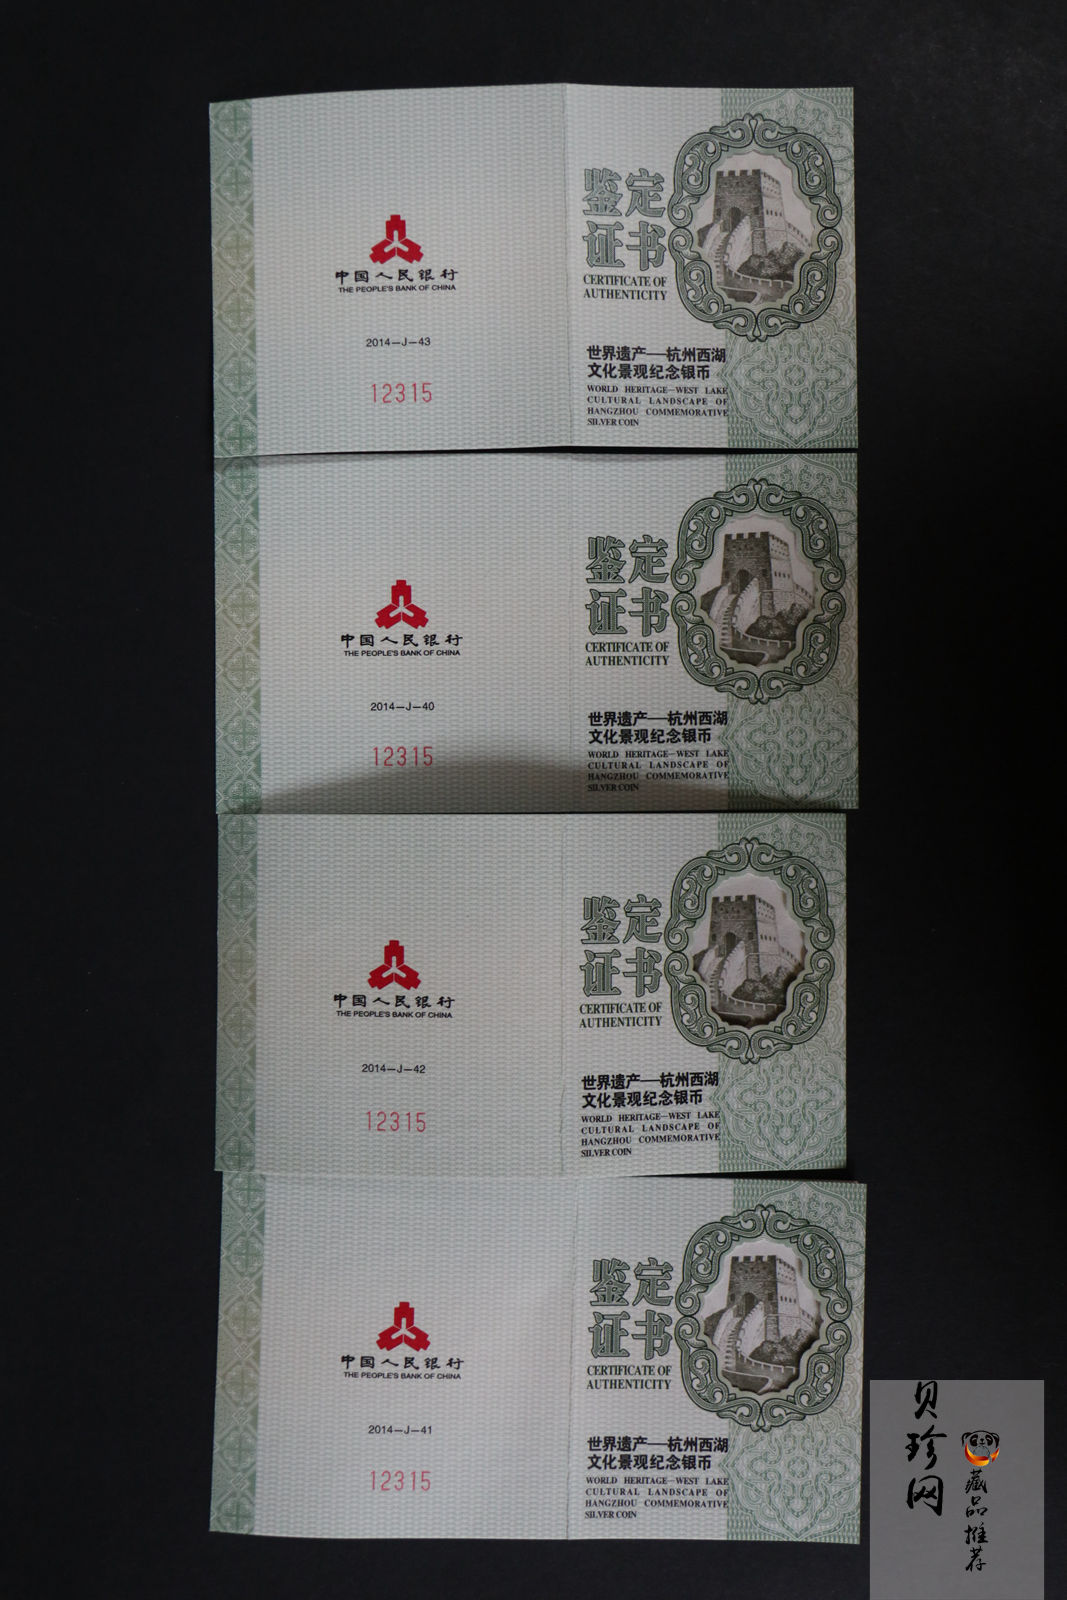 中国人民银行
THE PEOPLE'S BANK OF CHINA
2014—J—43
12315
鉴定
证书
CERTIFICATE OF
AUTHENTICITY
世界遗产—杭州西湖
文化景观纪念银币
WORLD HERITAGE—WEST LAKE
CULTURAL LANDSCAPE OF
HANGZHOU COMMEMORATIVE
SILVER COIN
中国人民银行
THE PEOPLE'S BANK OF CHINA
2014—J—40
12315
鉴定
证书
CERTIFICATE OF
AUTHENTICITY
世界遗产—杭州西湖
文化景观纪念银币
WORLD HERITAGE—WEST LAKE
CULTURAL LANDSCAPE OF
HANGZHOU COMMEMORATIVE
SILVER COIN
中国人民银行
THE PEOPLE'S BANK OF CHINA
2014—J—42
12315
鉴定
证书
CERTIFICATE OF
AUTHENTICITY
世界遗产—杭州西湖
文化景观纪念银币
WORLD HERITAGE—WEST LAKE
CULTURAL LANDSCAPE OF
HANGZHOU COMMEMORATIVE
SILVER COIN
中国人民银行
THE PEOPLE'S BANK OF CHINA
2014—J—41
12315
鉴定
证书
CERTIFICATE OF
AUTHENTICITY
世界遗产—杭州西湖
文化景观纪念银币
WORLD HERITAGE—WEST LAKE
CULTURAL LANDSCAPE OF
HANGZHOU COMMEMORATIVE
SILVER COIN
贝珍网
藏品推荐